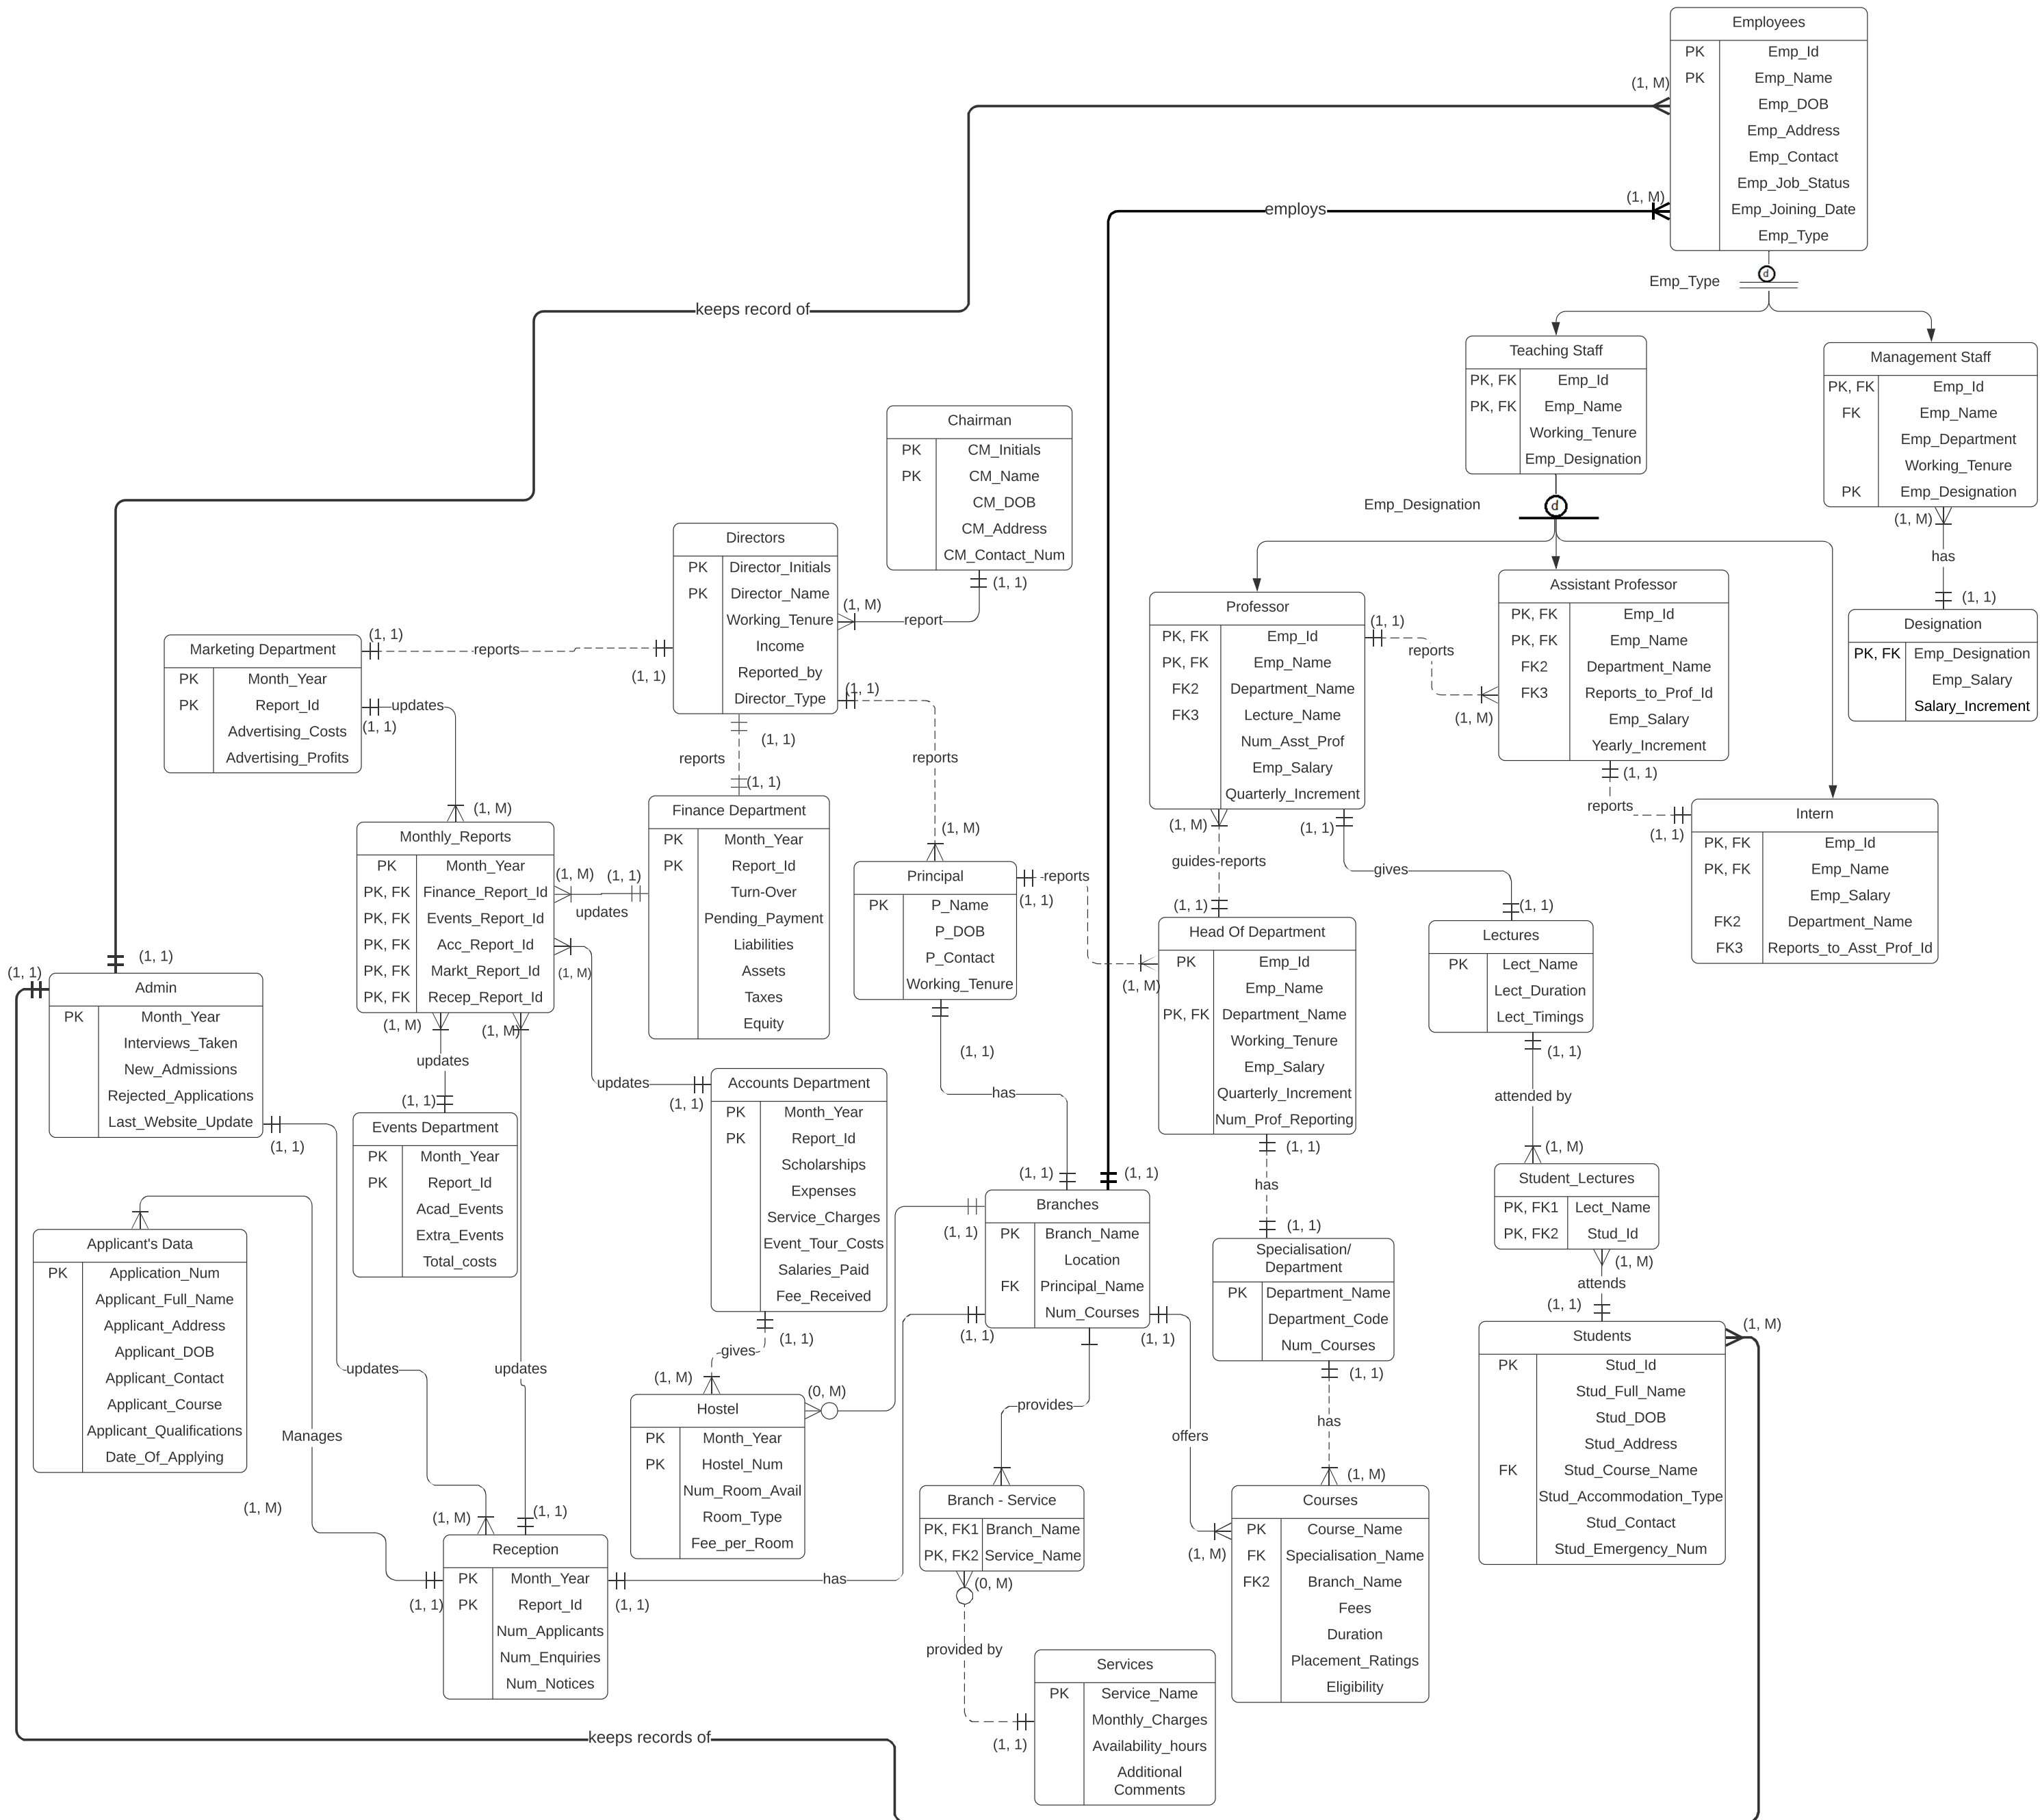 Employees
PK Emp_Id
PK Emp_Name
Emp_DOB
Emp_Address
Emp_Contact
Emp_Job_Status
Emp_Joining_Date
Emp_Type
(1, M)
(1, M)
employs
keeps record of
Emp_Type
d
Teaching Staff
PK, FK Emp_Id
PK, FK Emp_Name
Working_Tenure
Emp_Designation
Management Staff
PK, FK Emp_Id
FK Emp_Name
Emp_Department
Working_Tenure
PK Emp_Designation
(1, M)
has
(1, 1)
Designation
PK, FK Emp_Designation
Emp_Salary
Salary_Increment
Emp_Designation
d
Chairman
PK CM_Initials
PK CM_Name
CM_DOB
CM_Address
CM_Contact_Num
(1, 1)
report
(1, M)
Directors
PK Director_Initials
PK Director_Name
Working_Tenure
Income
Reported_by
Director_Type
(1, 1)
reports
(1, 1)
Marketing Department
PK Month_Year
PK Report_Id
Advertising_Costs
Advertising_Profits
updates
(1, 1)
(1, M)
(1, 1)
reports
(1, 1)
(1, 1)
reports
(1, M)
Professor
PK, FK Emp_Id
PK, FK Emp_Name
FK2 Department_Name
FK3 Lecture_Name
Num_Asst_Prof
Emp_Salary
Quarterly_Increment
(1, 1)
reports
(1, M)
Assistant Professor
PK, FK Emp_Id
PK, FK Emp_Name
FK2 Department_Name
FK3 Reports_to_Prof_Id
Emp_Salary
Yearly_Increment
(1, 1)
reports
(1, 1)
Intern
PK, FK Emp_Id
PK, FK Emp_Name
Emp_Salary
FK2 Department_Name
FK3 Reports_to_Asst_Prof_Id
(1, M)
guides-reports
(1, 1)
(1, 1)
gives
(1, 1)
Monthly_Reports
PK Month_Year
PK, FK Finance_Report_Id
PK, FK Events_Report_Id
PK, FK Acc_Report_Id
PK, FK Markt_Report_Id
PK, FK Recep_Report_Id
(1, M)
(1, 1)
updates
(1, M)
Finance Department
PK Month_Year
PK Report_Id
Turn-Over
Pending_Payment
Liabilities
Assets
Taxes
Equity
Principal
PK P_Name
P_DOB
P_Contact
Working_Tenure
reports
(1, 1)
(1, M)
Head Of Department
PK Emp_Id
Emp_Name
PK, FK Department_Name
Working_Tenure
Emp_Salary
Quarterly_Increment
Num_Prof_Reporting
Lectures
PK Lect_Name
Lect_Duration
Lect_Timings
(1, 1)
attended by
(1, M)
Student_Lectures
PK, FK1 Lect_Name
PK, FK2 Stud_Id
(1, M)
attends
(1, 1)
(1, 1)
(1, 1)
Admin
PK Month_Year
Interviews_Taken
New_Admissions
Rejected_Applications
Last_Website_Update
(1, 1)
(1, M)
(1, M)
updates
(1, 1)
Events Department
PK Month_Year
PK Report_Id
Acad_Events
Extra_Events
Total_costs
updates
(1, 1)
Accounts Department
PK Month_Year
PK Report_Id
Scholarships
Expenses
Service_Charges
Event_Tour_Costs
Salaries_Paid
Fee_Received
(1, 1)
has
(1, 1)
(1, 1)
Branches
PK Branch_Name
Location
FK Principal_Name
Num_Courses
(1, 1)
(1, 1)
(1, 1)
(1, 1)
has
(1, 1)
Specialisation/
Department
PK Department_Name
Department_Code
Num_Courses
(1, 1)
has
(1, M)
Applicant's Data
PK Application_Num
Applicant_Full_Name
Applicant_Address
Applicant_DOB
Applicant_Contact
Applicant_Course
Applicant_Qualifications
Date_Of_Applying
Manages
(1, M)
updates
(1, M)
updates
(1, 1)
(1, 1)
gives
(1, M)
Hostel
PK Month_Year
PK Hostel_Num
Num_Room_Avail
Room_Type
Fee_per_Room
(0, M)
provides
offers
(1, M)
Students
PK Stud_Id
Stud_Full_Name
Stud_DOB
Stud_Address
FK Stud_Course_Name
Stud_Accommodation_Type
Stud_Contact
Stud_Emergency_Num
(1, M)
Branch - Service
PK, FK1 Branch_Name
PK, FK2 Service_Name
(0, M)
provided by
(1, 1)
Courses
PK Course_Name
FK Specialisation_Name
FK2 Branch_Name
Fees
Duration
Placement_Ratings
Eligibility
Reception
PK Month_Year
PK Report_Id
Num_Applicants
Num_Enquiries
Num_Notices
(1, 1)
has
(1, 1)
Services
PK Service_Name
Monthly_Charges
Availability_hours
Additional
Comments
keeps records of